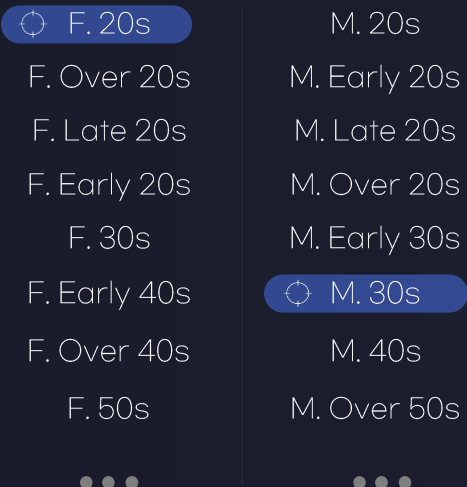 F. 20s
F. Over 20s
F. Late 20s
F. Early 20s
F. 30s
F. Early 40s
F. Over 40s
F. 50s
M. 20s
M. Early 20s
M. Late 20s
M. Over 20s
M. Early 30s
M. 30s
M. 40s
M. Over 50s